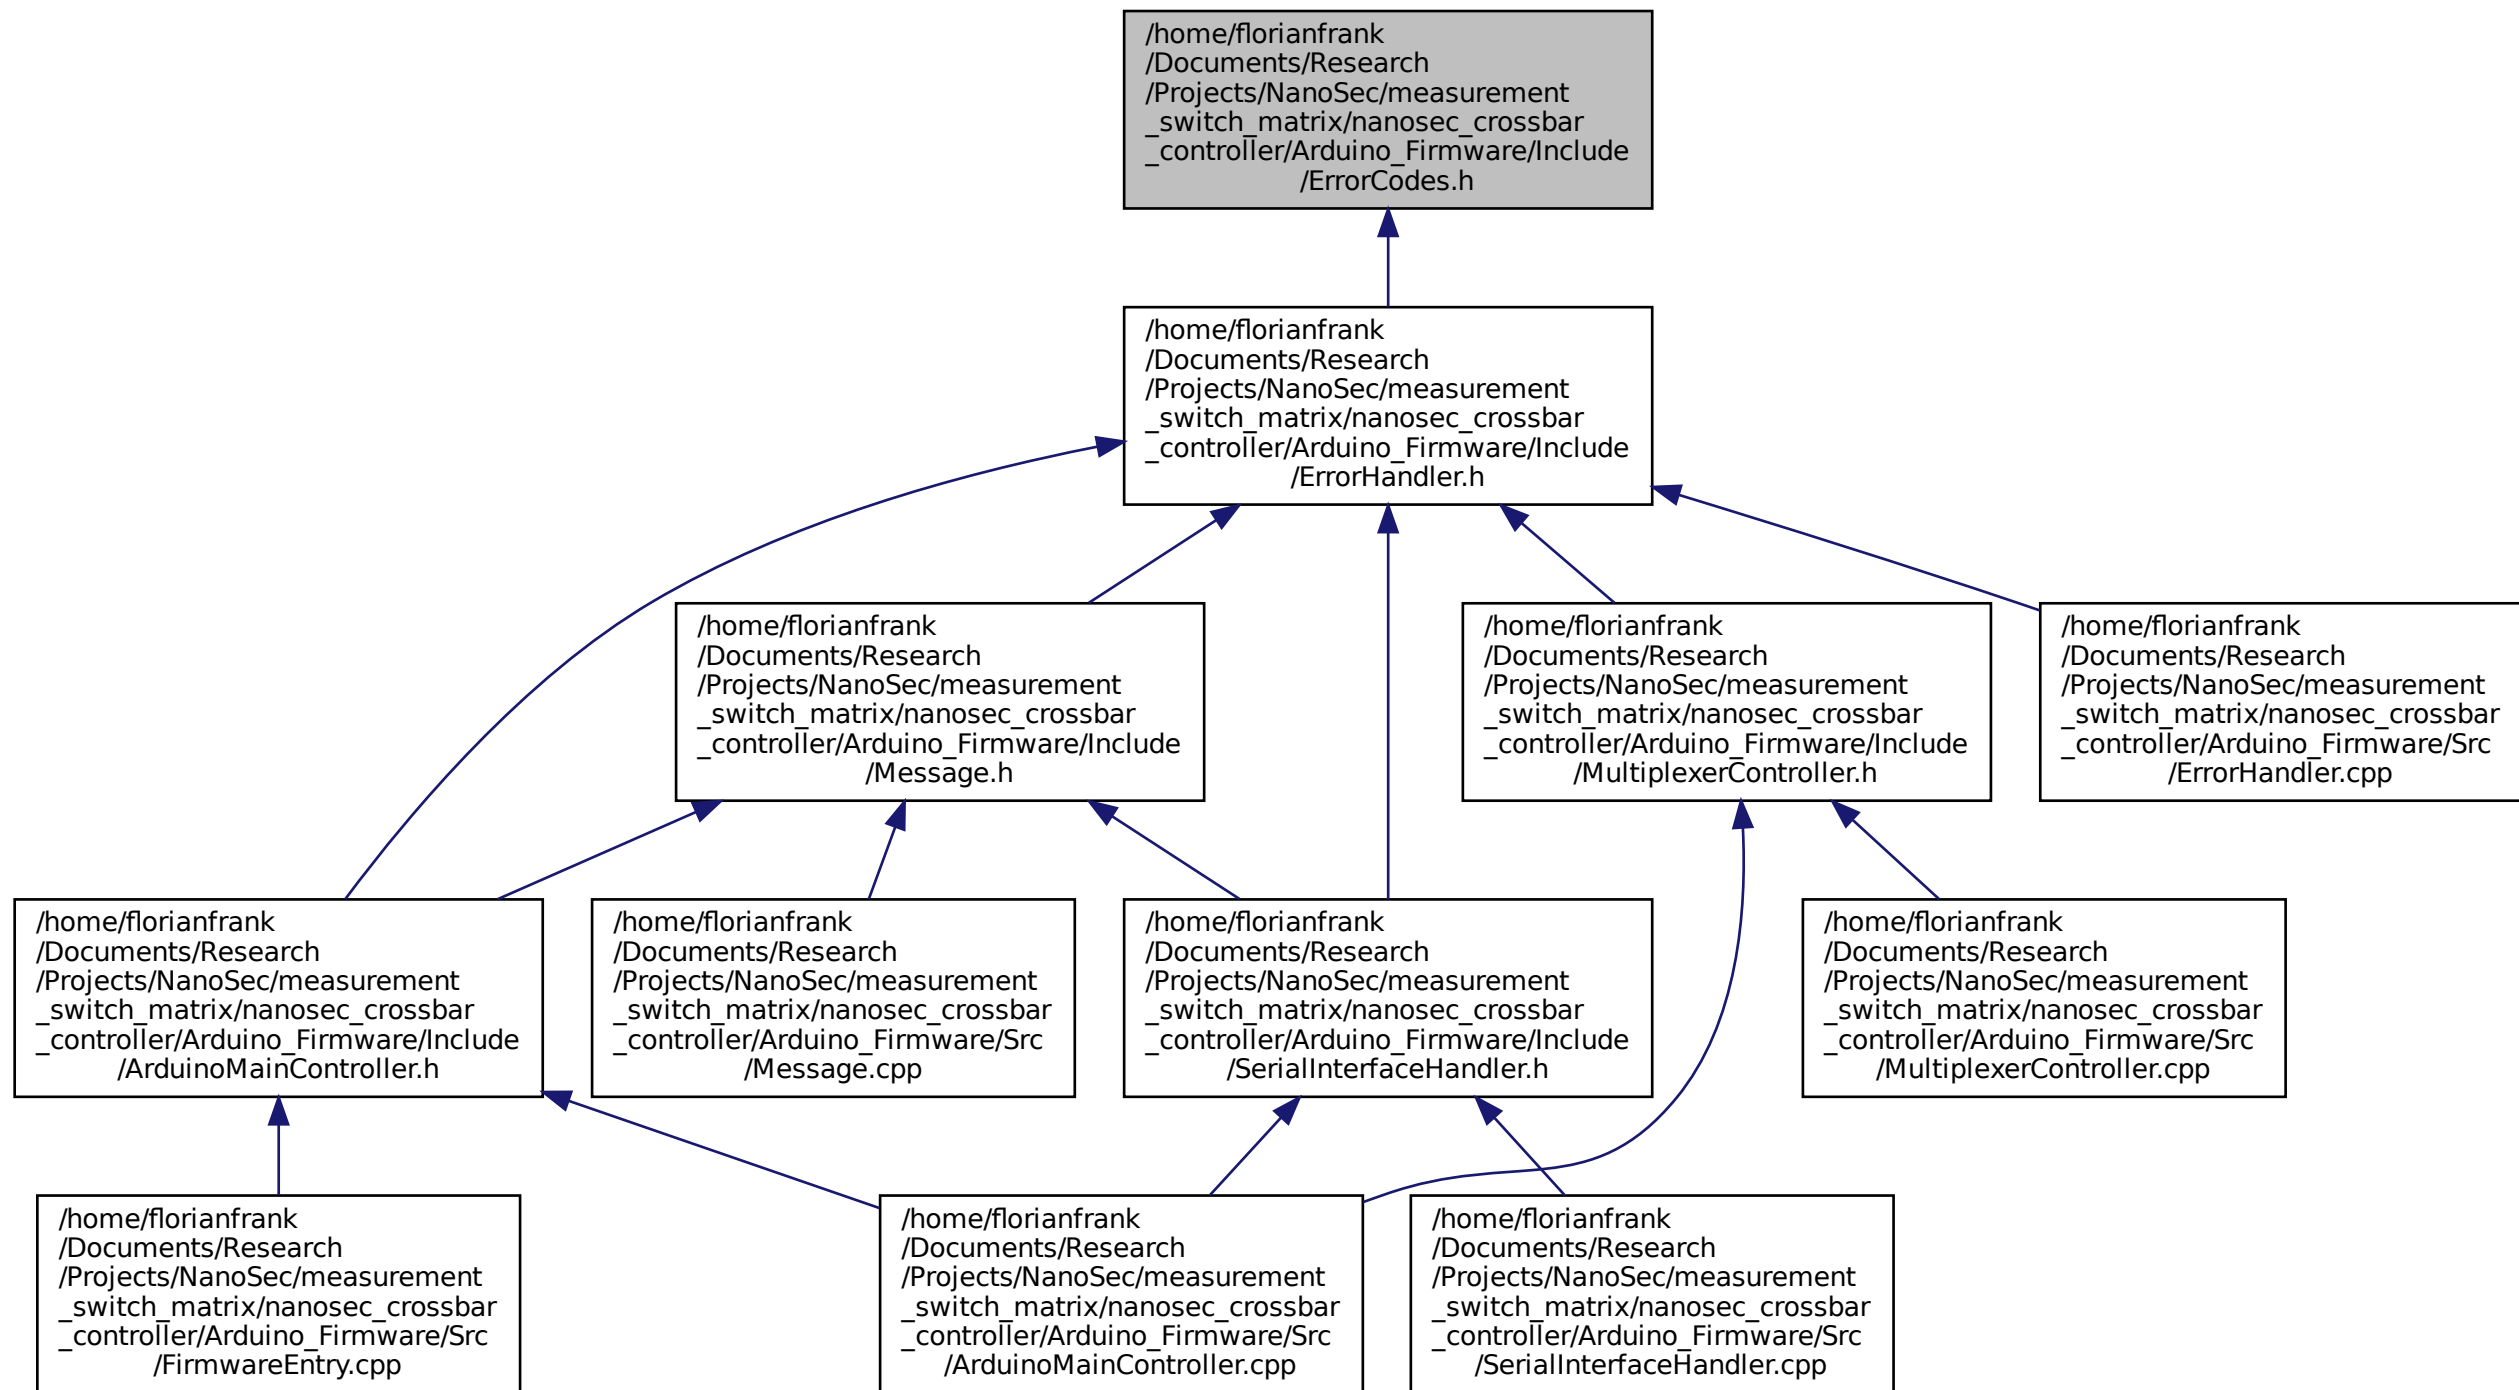 /home/florianfrank
/Documents/Research
/Projects/NanoSec/measurement
_switch_matrix/nanosec_crossbar
_controller/Arduino_Firmware/Include
/ErrorCodes.h
/home/florianfrank
/Documents/Research
/Projects/NanoSec/measurement
_switch_matrix/nanosec_crossbar
_controller/Arduino_Firmware/Include
/ErrorHandler.h
/home/florianfrank
/Documents/Research
/Projects/NanoSec/measurement
_switch_matrix/nanosec_crossbar
_controller/Arduino_Firmware/Include
/Message.h
/home/florianfrank
/Documents/Research
/Projects/NanoSec/measurement
_switch_matrix/nanosec_crossbar
_controller/Arduino_Firmware/Include
/MultiplexerController.h
/home/florianfrank
/Documents/Research
/Projects/NanoSec/measurement
_switch_matrix/nanosec_crossbar
_controller/Arduino_Firmware/Src
/ErrorHandler.cpp
/home/florianfrank
/Documents/Research
/Projects/NanoSec/measurement
_switch_matrix/nanosec_crossbar
_controller/Arduino_Firmware/Include
/ArduinoMainController.h
/home/florianfrank
/Documents/Research
/Projects/NanoSec/measurement
_switch_matrix/nanosec_crossbar
_controller/Arduino_Firmware/Src
/Message.cpp
/home/florianfrank
/Documents/Research
/Projects/NanoSec/measurement
_switch_matrix/nanosec_crossbar
_controller/Arduino_Firmware/Include
/SerialInterfaceHandler.h
/home/florianfrank
/Documents/Research
/Projects/NanoSec/measurement
_switch_matrix/nanosec_crossbar
_controller/Arduino_Firmware/Src
/MultiplexerController.cpp
/home/florianfrank
/Documents/Research
/Projects/NanoSec/measurement
_switch_matrix/nanosec_crossbar
_controller/Arduino_Firmware/Src
/FirmwareEntry.cpp
/home/florianfrank
/Documents/Research
/Projects/NanoSec/measurement
_switch_matrix/nanosec_crossbar
_controller/Arduino_Firmware/Src
/ArduinoMainController.cpp
/home/florianfrank
/Documents/Research
/Projects/NanoSec/measurement
_switch_matrix/nanosec_crossbar
_controller/Arduino_Firmware/Src
/SerialInterfaceHandler.cpp